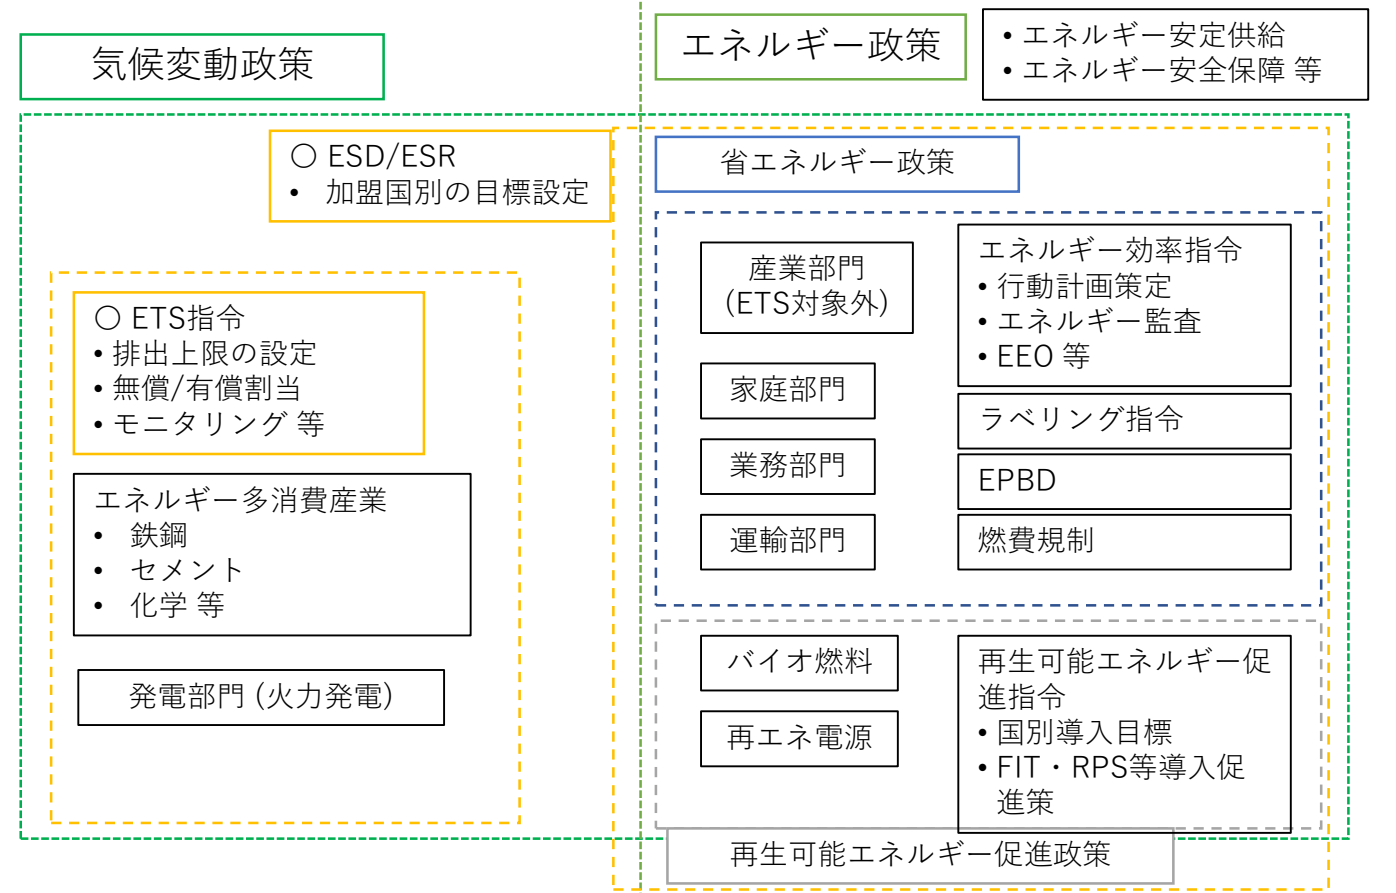 気候変動政策
エネルギー政策
• エネルギー安定供給
• エネルギー安全保障 等
〇 ESD/ESR
• 加盟国別の目標設定
〇 ETS指令
• 排出上限の設定
• 無償/有償割当
• モニタリング 等
エネルギー多消費産業
• 鉄鋼
• セメント
• 化学 等
発電部門 (火力発電)
省エネルギー政策
産業部門
(ETS対象外)
家庭部門
業務部門
運輸部門
エネルギー効率指令
• 行動計画策定
• エネルギー監査
• EEO 等
ラベリング指令
EPBD
燃費規制
バイオ燃料
再エネ電源
再生可能エネルギー促
進指令
• 国別導入目標
• FIT・RPS等導入促
進策
再生可能エネルギー促進政策